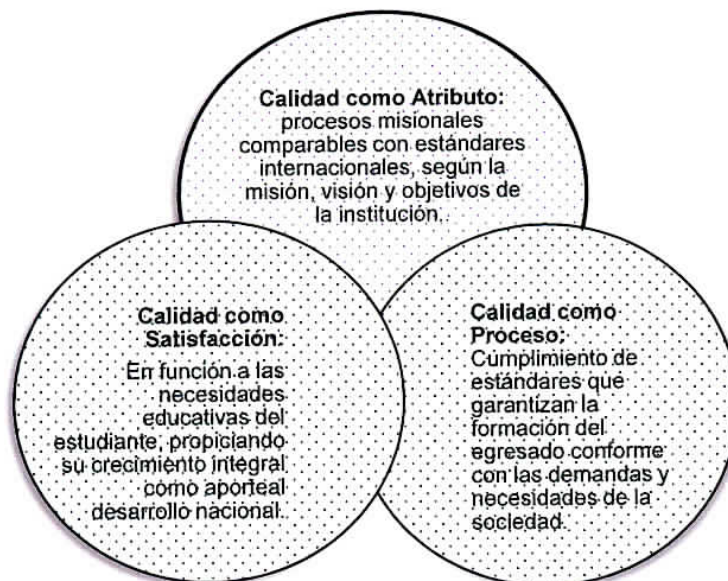 Calidad como Atributo:
procesos misionales
comparables con estándares
internacionales, según la
misión, visión y objetivos de
la institución.
Calidad como
Satisfacción:
En función a las
necesidades
educativas del
estudiante, propiciando
su crecimiento integral
como aporteal
desarrollo nacional.
Calidad como
Proceso:
Cumplimiento de
estándares que
garantizan la
formación del
egresado conforme
con las demandas y
necesidades de la
sociedad.